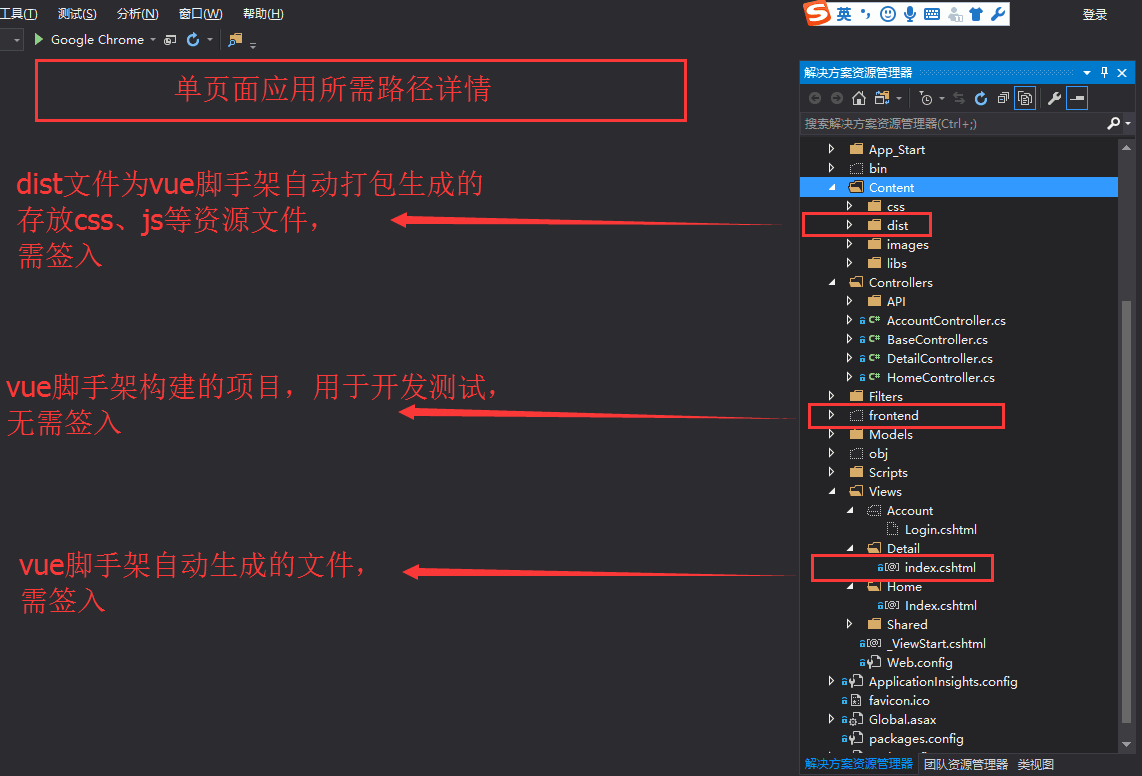 工具(T) 测试(S) 分析(N) 窗口(W) 帮助(H)
英
登录
Google Chrome
单页面应用所需路径详情
dist文件为vue脚手架自动打包生成的
存放css、js等资源文件，
需签入
vue脚手架构建的项目，用于开发测试，
无需签入
vue脚手架自动生成的文件，
需签入
解决方案资源管理器
搜索解决方案资源管理器(Ctrl+;)
App_Start
bin
Content
css
dist
images
libs
Controllers
API
C# AccountController.cs
C# BaseController.cs
C# DetailController.cs
C# HomeController.cs
Filters
frontend
Models
obj
Scripts
Views
Account
Login.cshtml
Detail
index.cshtml
Home
Index.cshtml
Shared
_ViewStart.cshtml
Web.config
ApplicationInsights.config
favicon.ico
Global.asax
packages.config
解决方案资源管理器 团队资源管理器 类视图